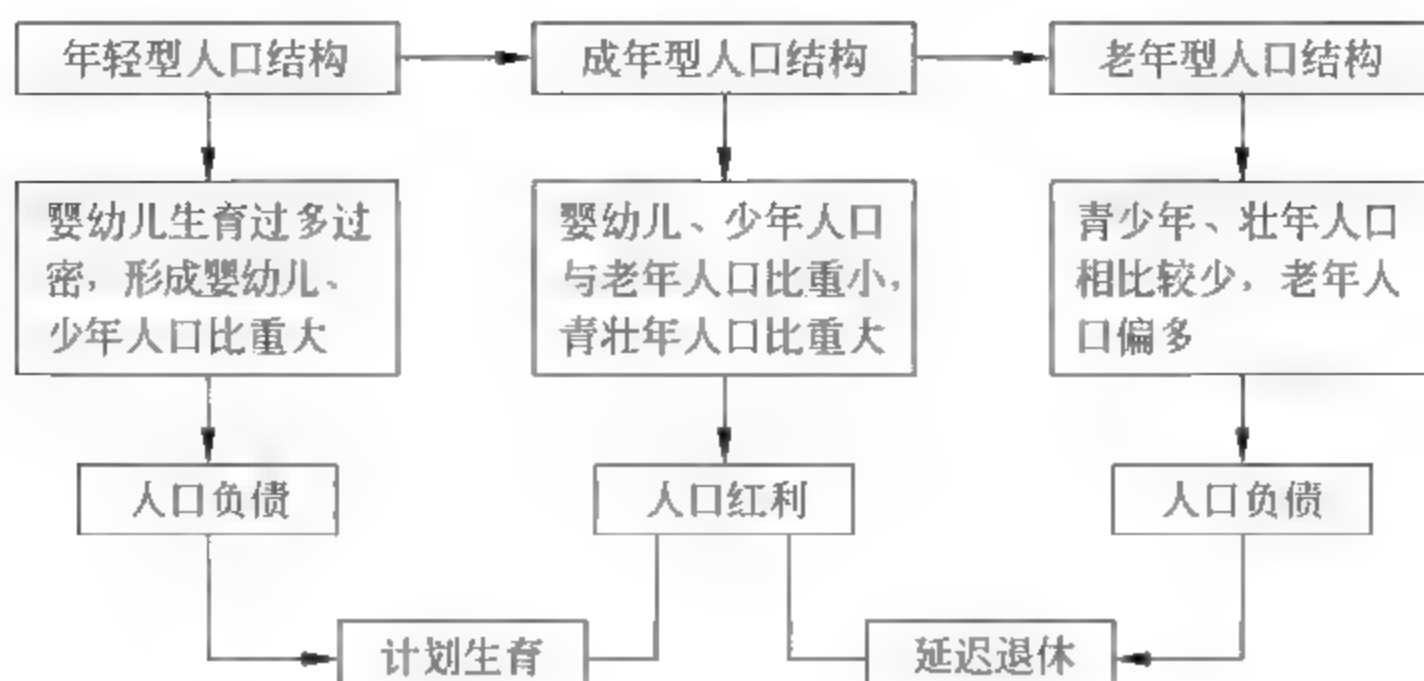 年轻型人口结构
成年型人口结构
老年型人口结构
婴幼儿生育过多过
密，形成婴幼儿、
少年人口比重大
婴幼儿、少年人口
与老年人口比重小，
青壮年人口比重大
青少年、壮年人口
相比较少，老年人
口偏多
人口负债
人口红利
人口负债
计划生育
延迟退休